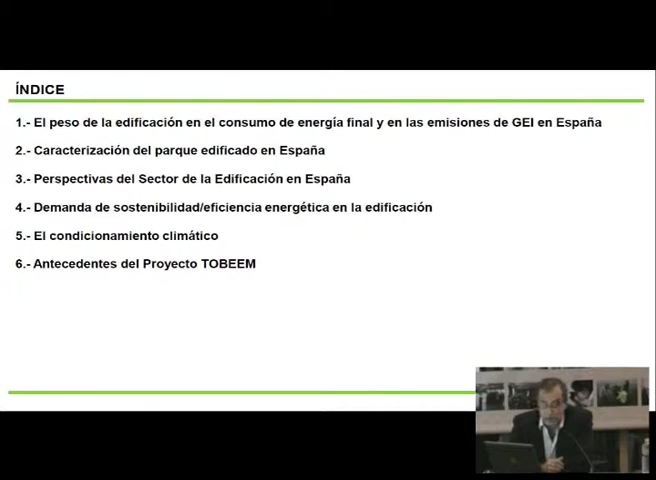 ÍNDICE
1.- El peso de la edificación en el consumo de energía final y en las emisiones de GEI en España
2.- Caracterización del parque edificado en España
3.- Perspectivas del Sector de la Edificación en España
4.- Demanda de sostenibilidad/eficiencia energética en la edificación
5.- El condicionamiento climático
6.- Antecedentes del Proyecto TOBEEM